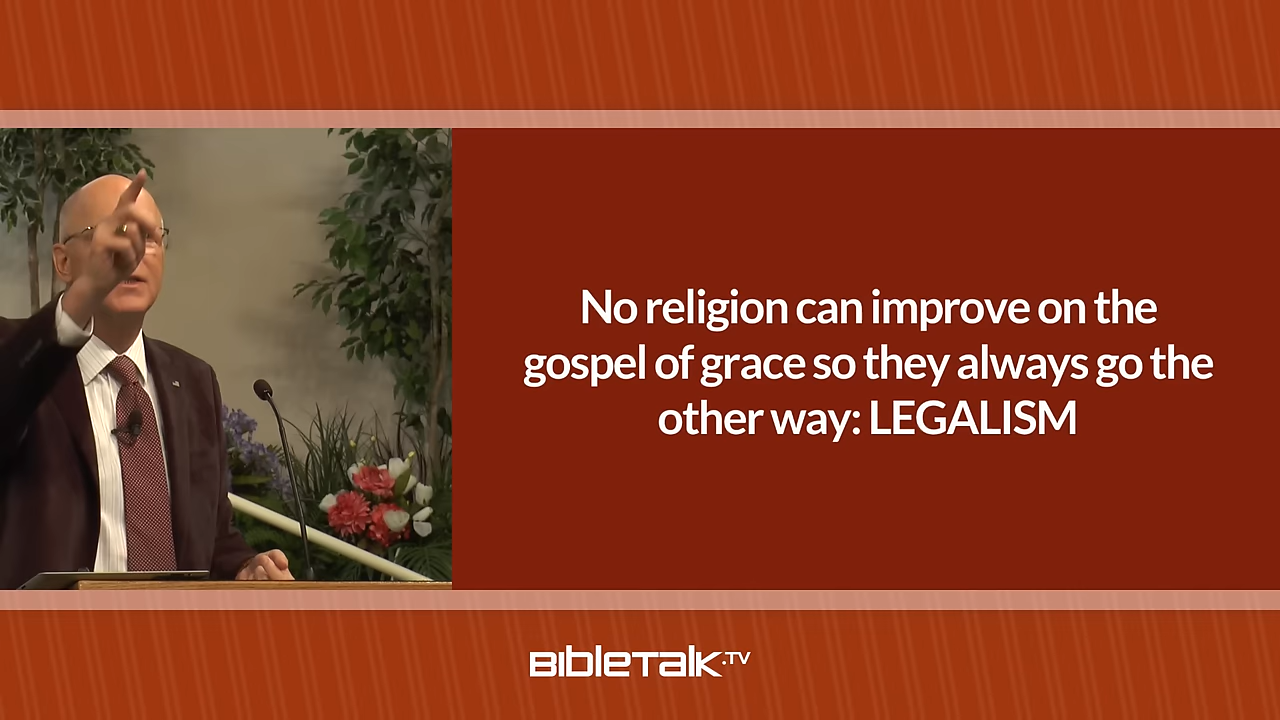 No religion can improve on the
gospel of grace so they always go the
other way: LEGALISM
BIBLETALK.TV